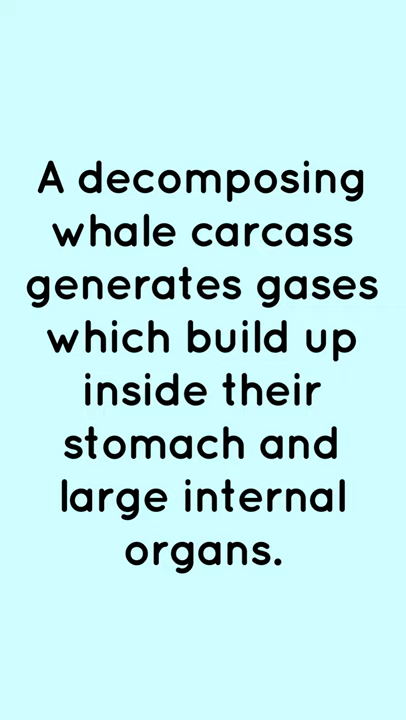 A decomposing
whale carcass
generates gases
which build up
inside their
stomach and
large internal
organs.